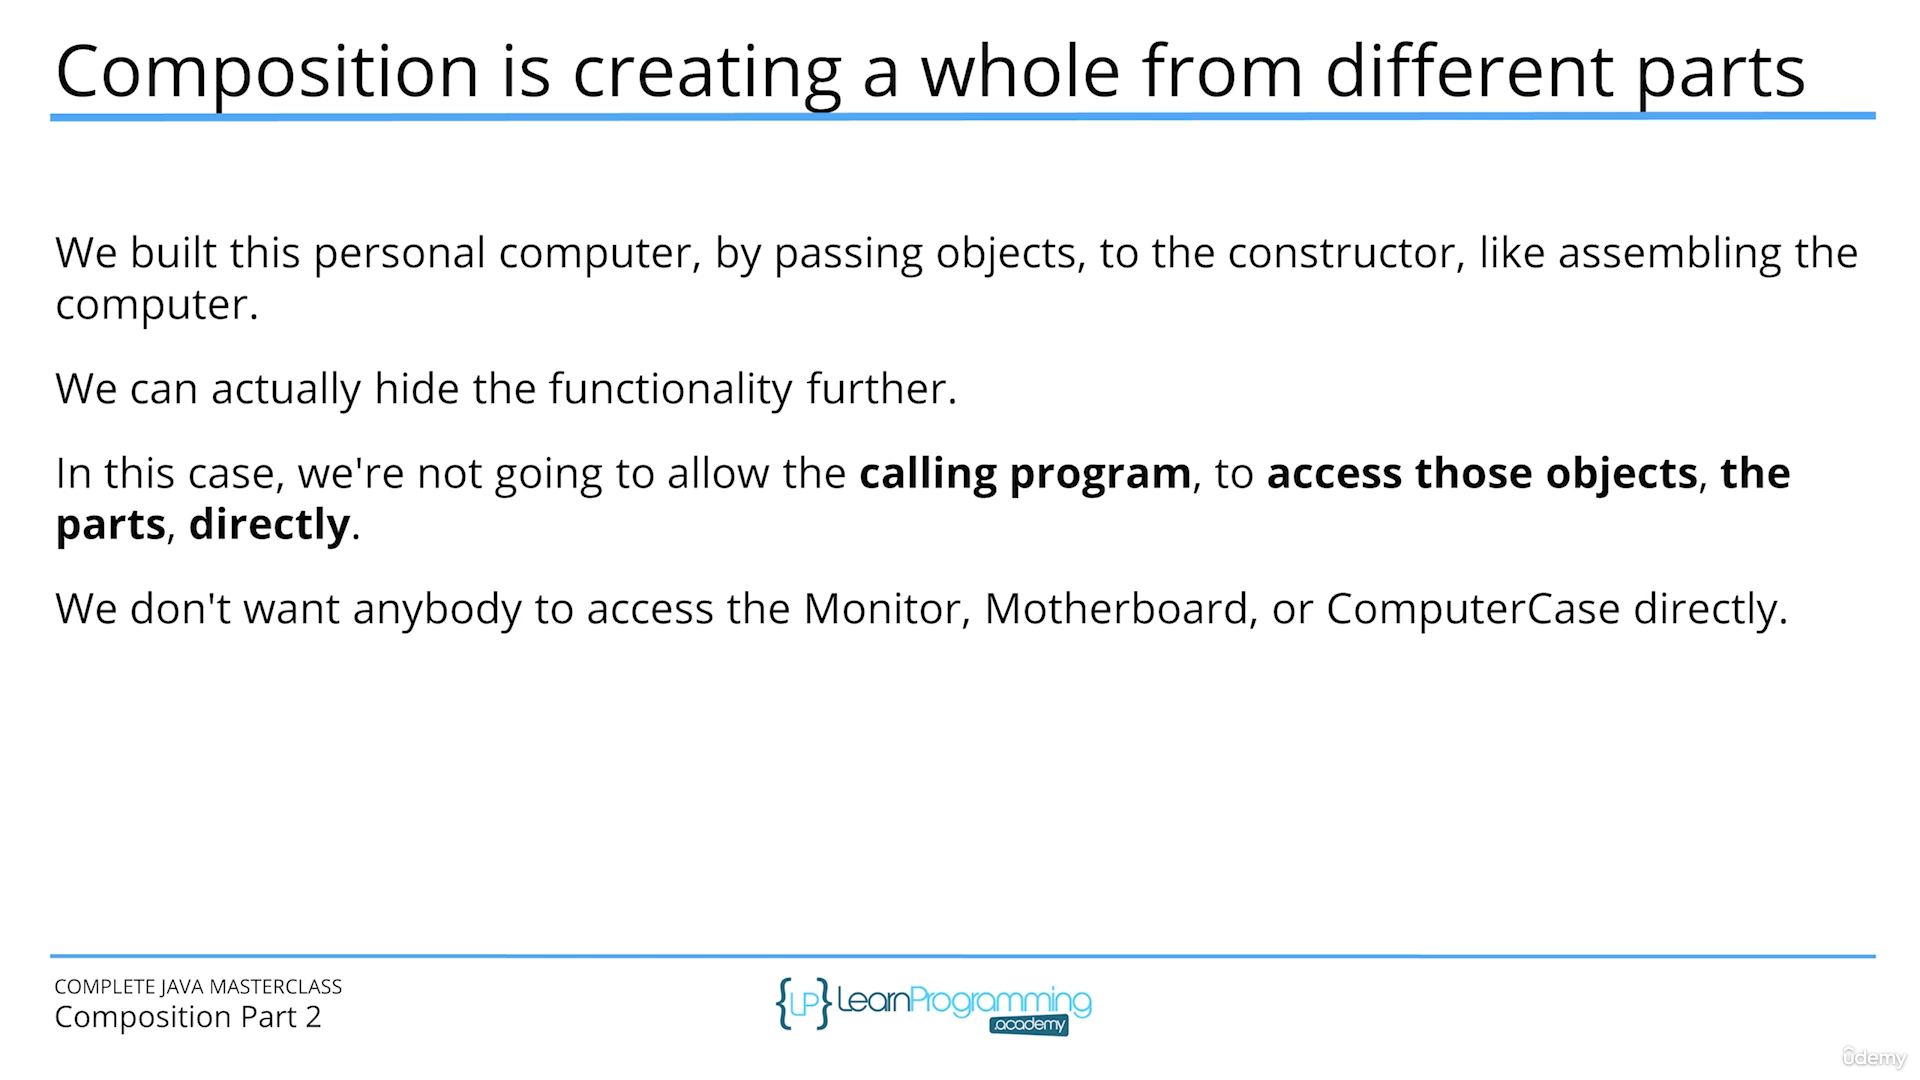 Composition is creating a whole from different parts
We built this personal computer, by passing objects, to the constructor, like assembling the
computer.
We can actually hide the functionality further.
In this case, we're not going to allow the calling program, to access those objects, the
parts, directly.
We don't want anybody to access the Monitor, Motherboard, or ComputerCase directly.
COMPLETE JAVA MASTERCLASS
Composition Part 2
{LP} LearnProgramming
.academy
ûdemy